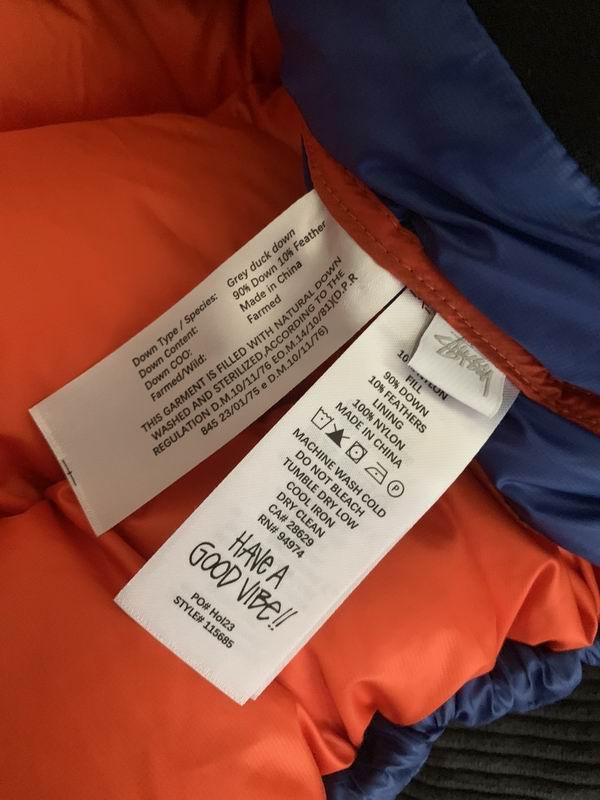 Down Type / Species: Grey duck down
Down Content: 90% Down 10% Feather
Down COO: Made in China
Farmed/Wild: Farmed
THIS GARMENT IS FILLED WITH NATURAL DOWN
WASHED AND STERILIZED,ACCORDING TO THE
REGULATION D.M.10/11/76 EO.M.14/10/81)(D.P.R
845 23/01/75 e D.M.10/11/76)
STUSSY
100% NYLON
FILL
90% DOWN
10% FEATHERS
LINING
100% NYLON
MADE IN CHINA
P
MACHINE WASH COLD
DO NOT BLEACH
TUMBLE DRY LOW
COOL IRON
DRY CLEAN
CA# 28629
RN# 94974
HAVE A
GOOD VIBE!!
PO# Hol23
STYLE# 115685